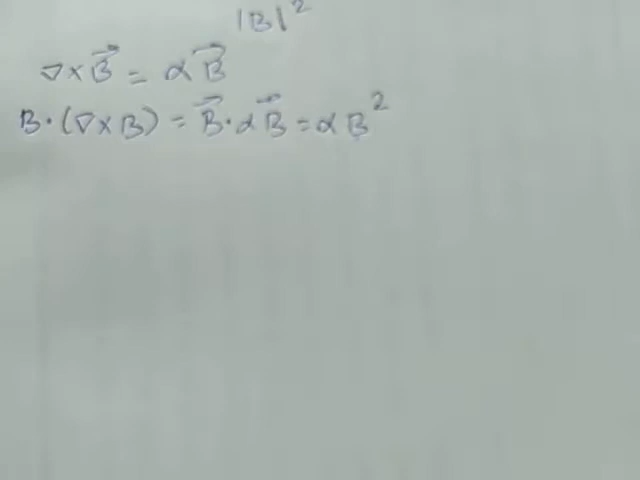 |B|²
∇×B⃗ = αB⃗
B·(∇×B) = B⃗·αB⃗ = αB²